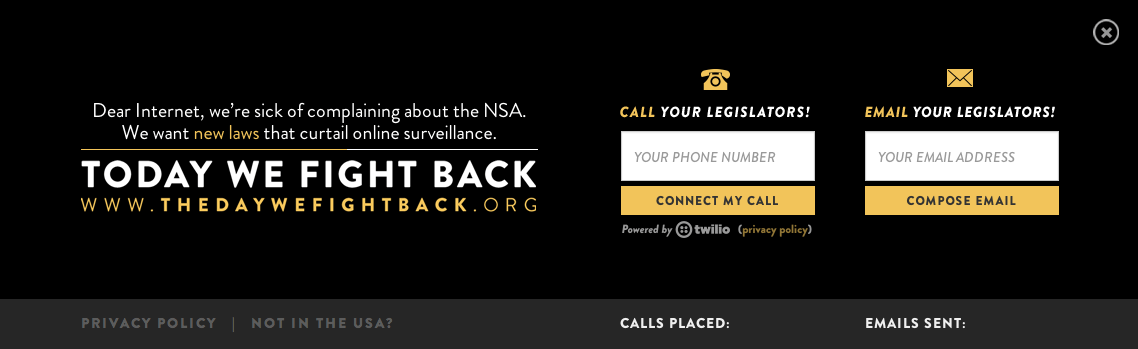 Dear Internet, we're sick of complaining about the NSA.
We want new laws that curtail online surveillance.
TODAY WE FIGHT BACK
WWW.THEDAYWEFIGHTBACK.ORG
CALL YOUR LEGISLATORS!
YOUR PHONE NUMBER
CONNECT MY CALL
Powered by twilio (privacy policy)
EMAIL YOUR LEGISLATORS!
YOUR EMAIL ADDRESS
COMPOSE EMAIL
PRIVACY POLICY | NOT IN THE USA?
CALLS PLACED:
EMAILS SENT: